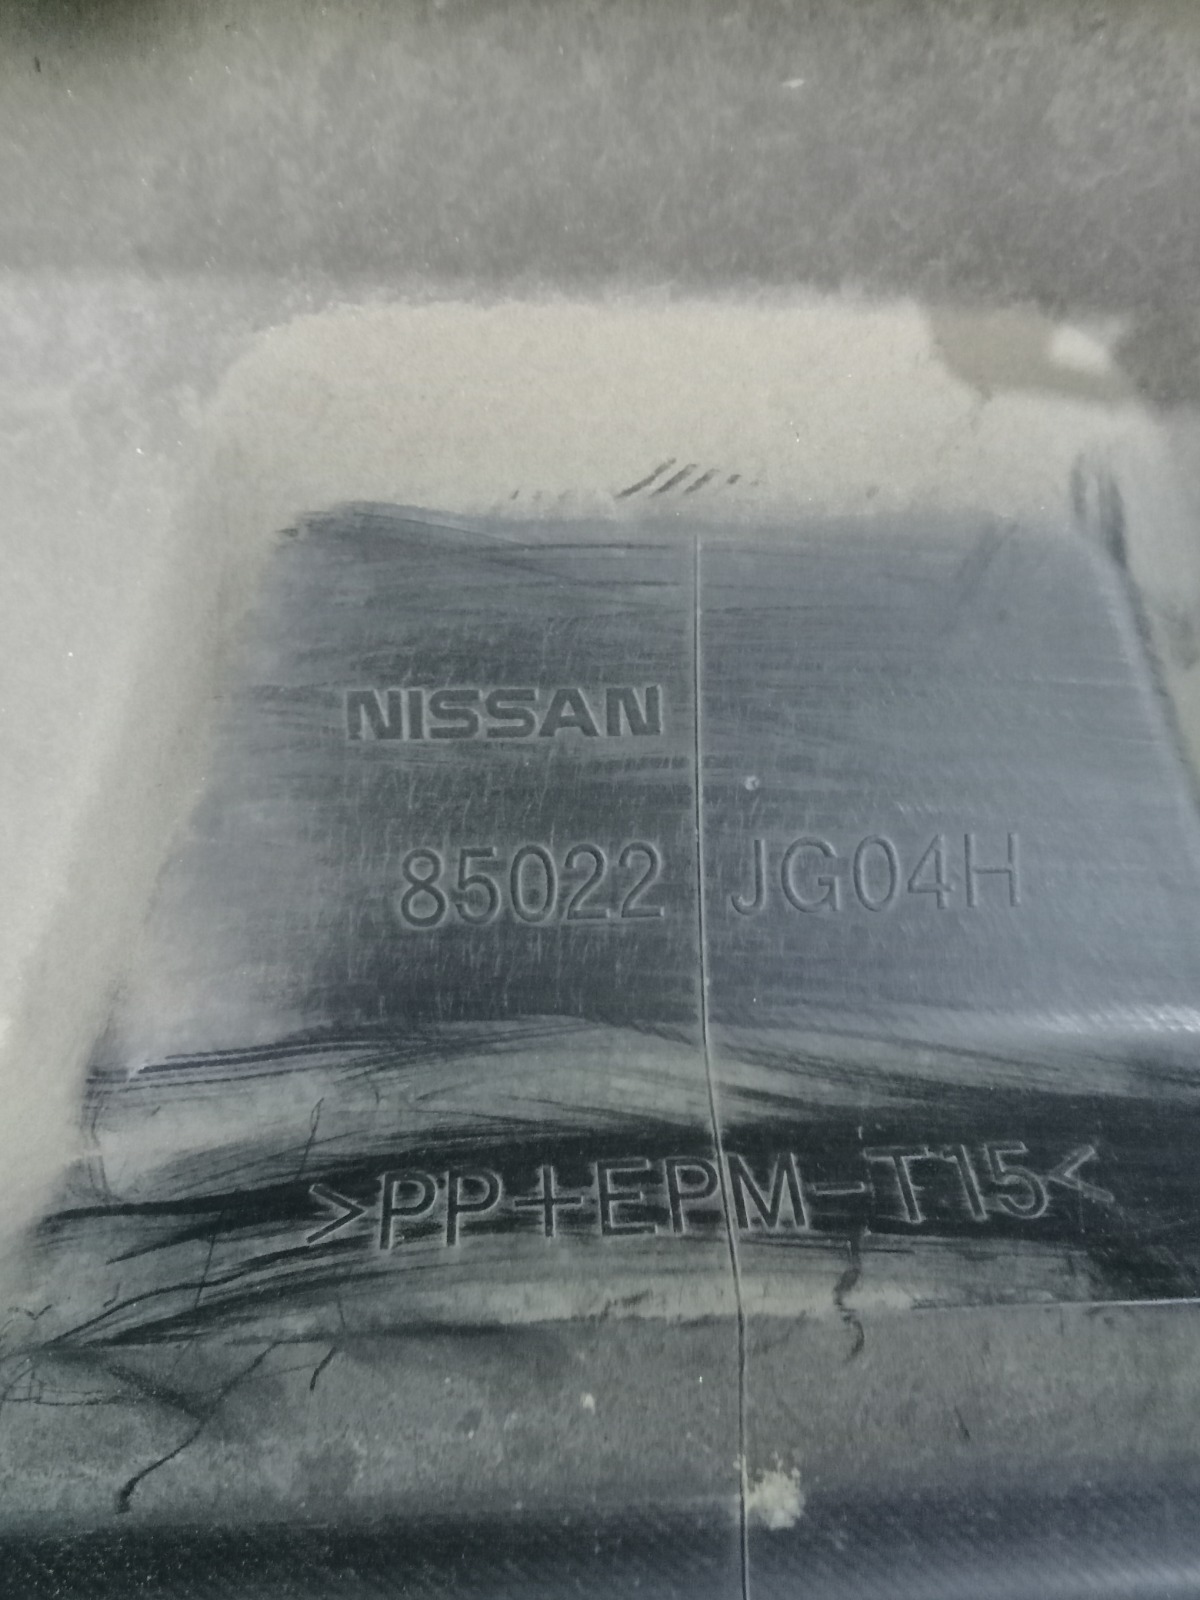 NISSAN
85022 JG04H
>PP+EPM-T15<